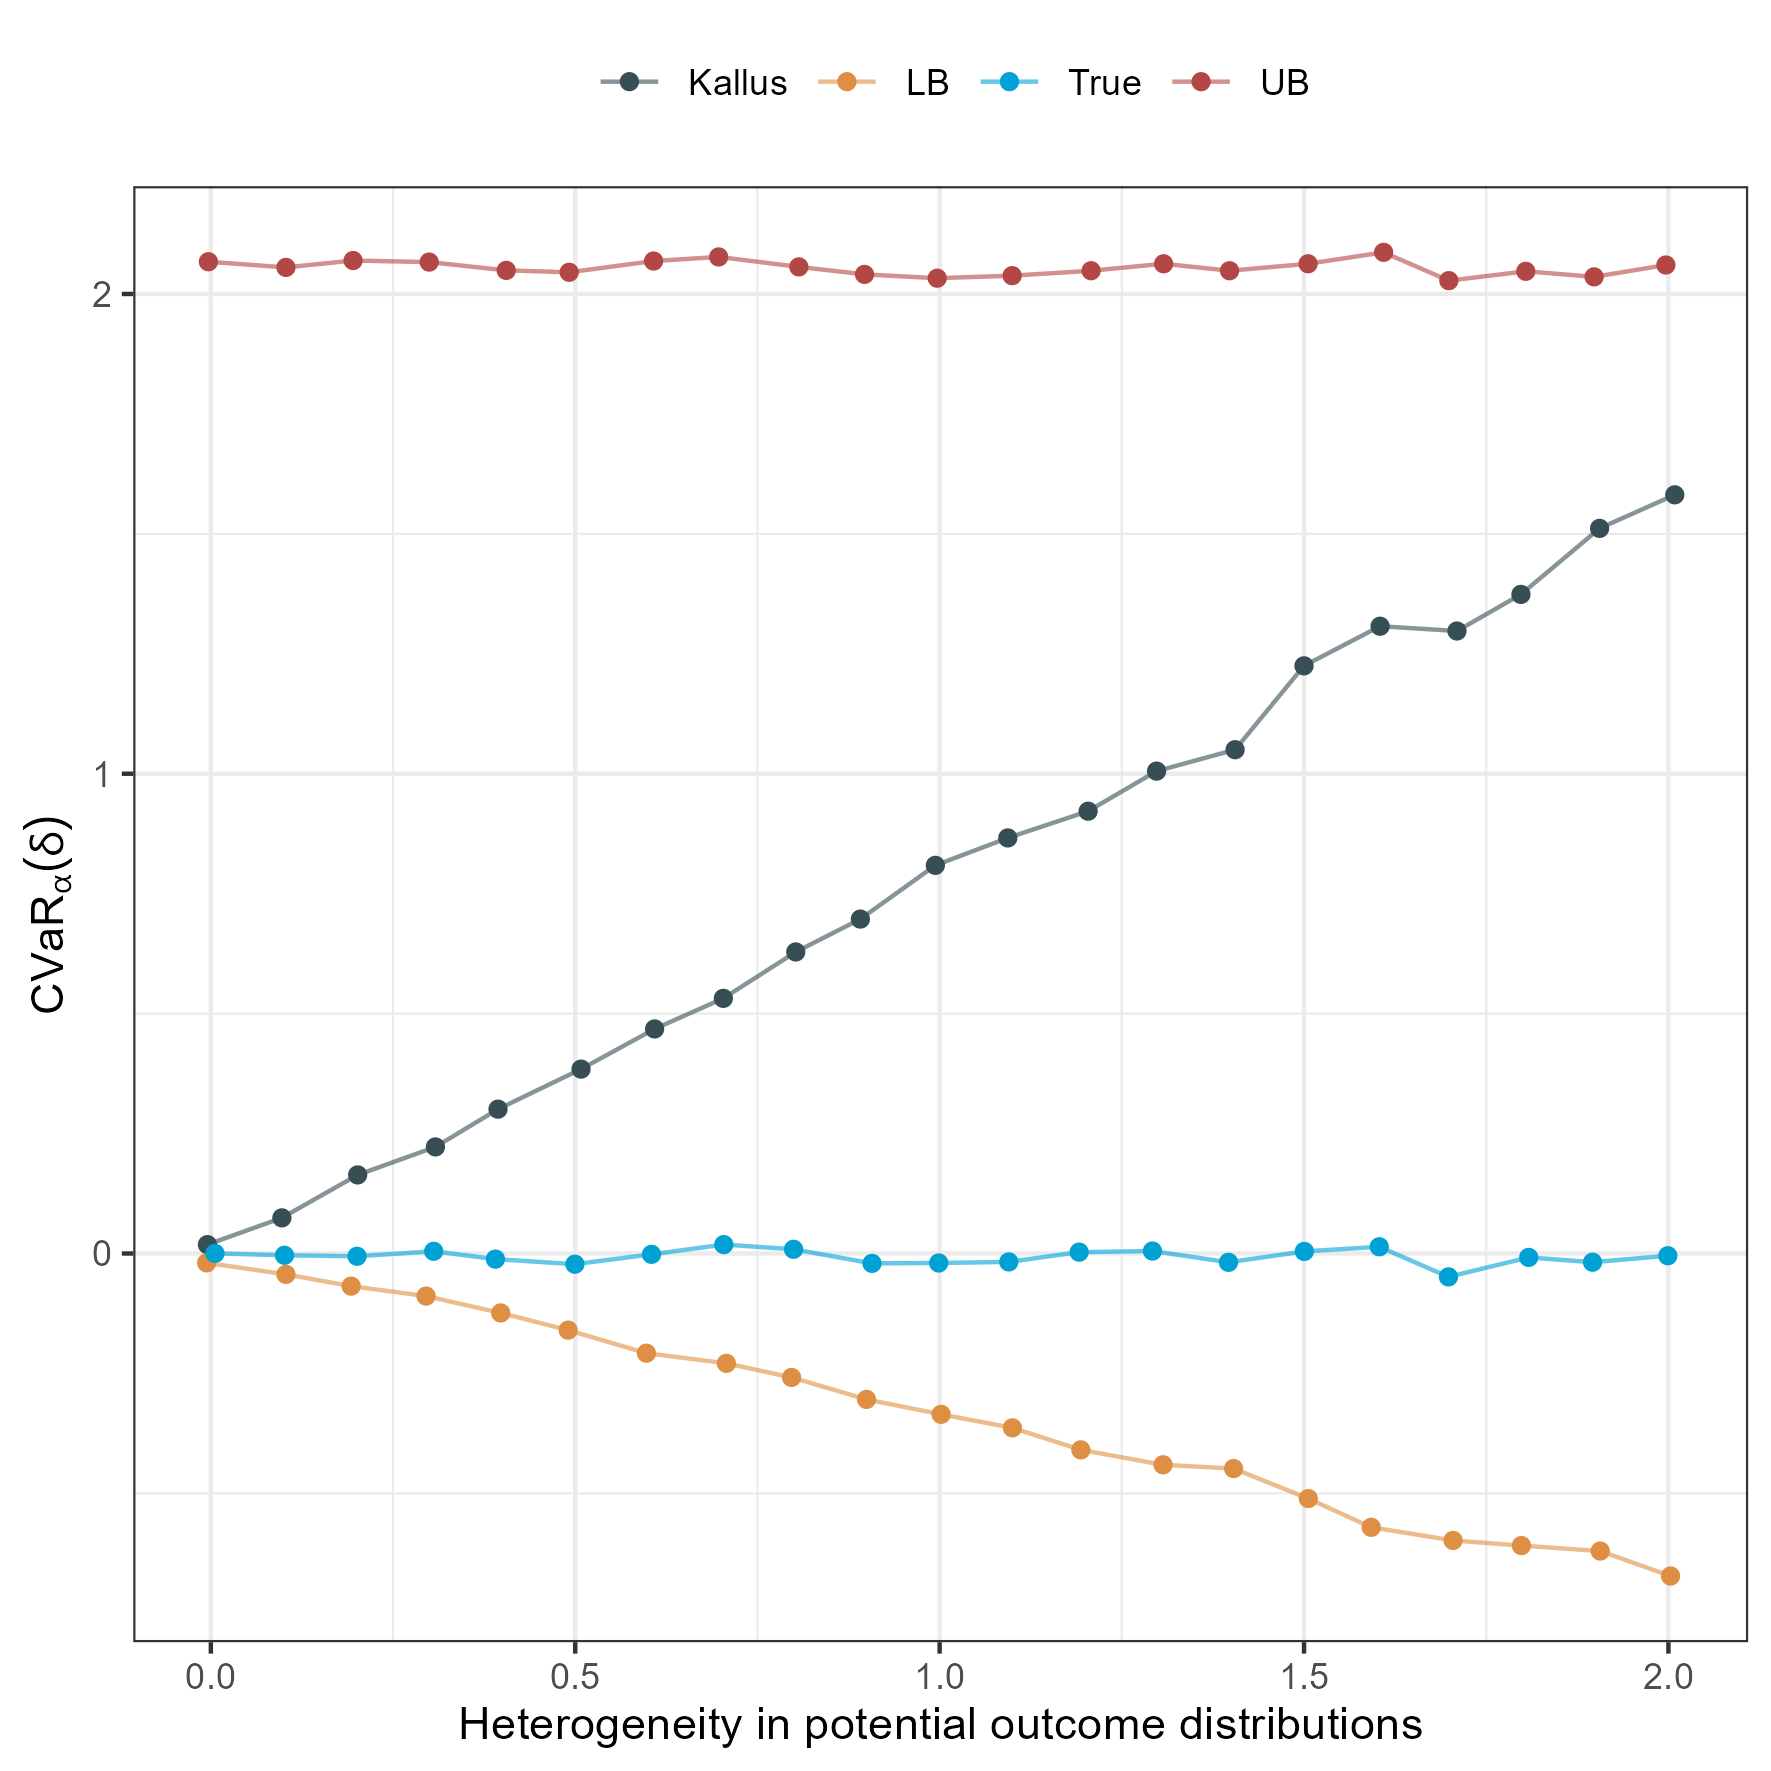 Kallus LB True UB
2
1
0
CVaRα(δ)
0.0 0.5 1.0 1.5 2.0
Heterogeneity in potential outcome distributions